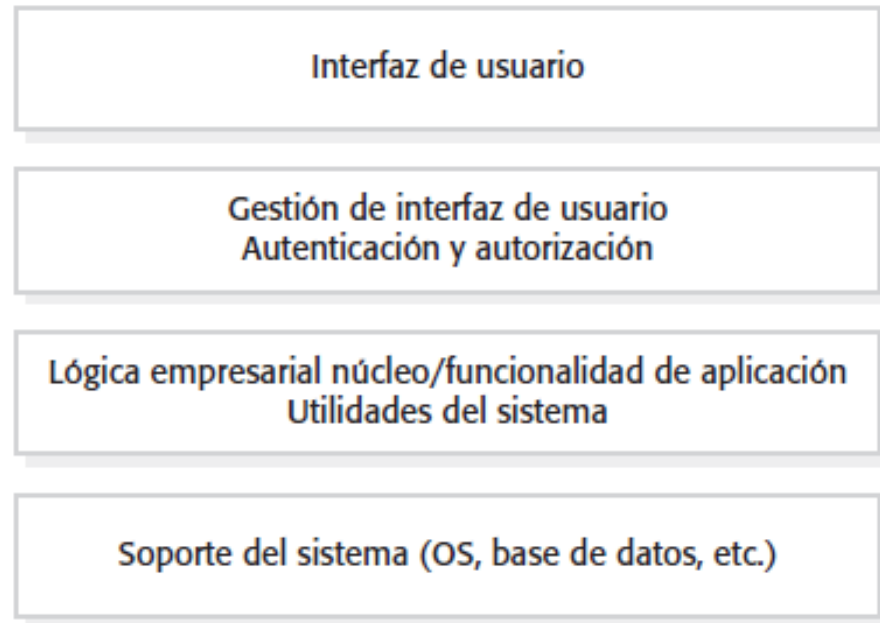 Interfaz de usuario
Gestión de interfaz de usuario
Autenticación y autorización
Lógica empresarial núcleo/funcionalidad de aplicación
Utilidades del sistema
Soporte del sistema (OS, base de datos, etc.)